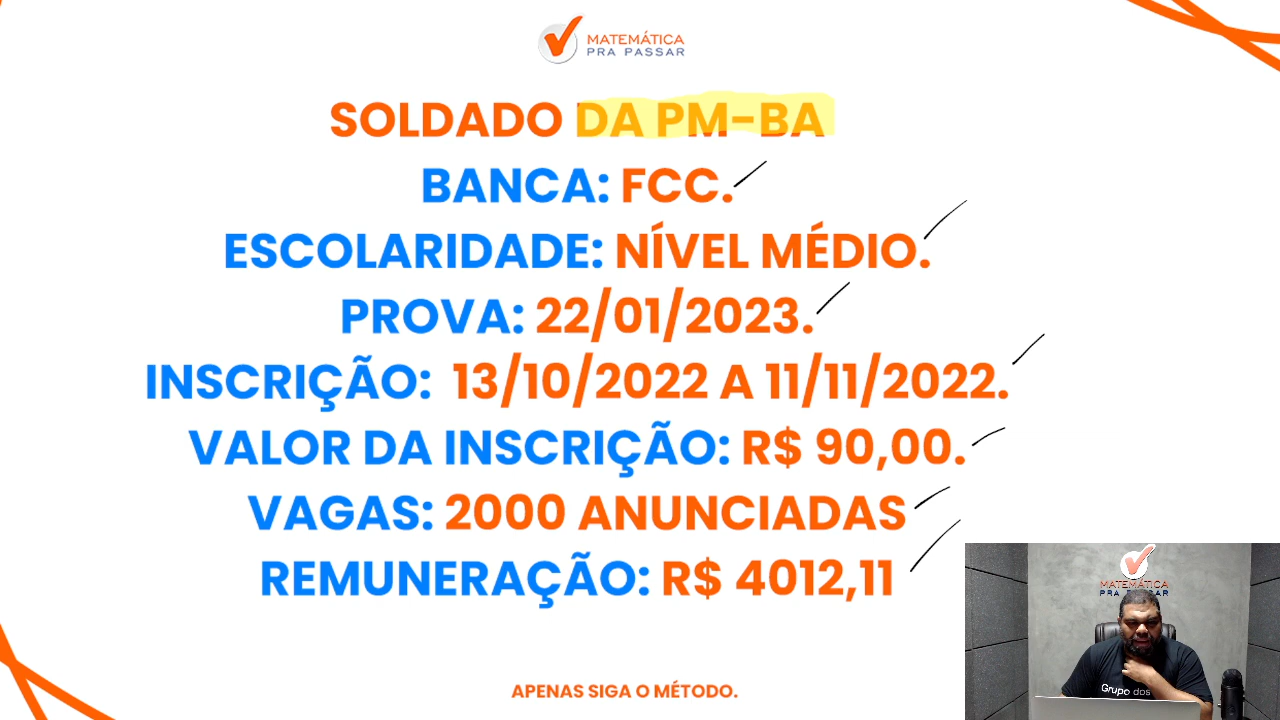 MATEMÁTICA
PRA PASSAR
SOLDADO DA PM-BA
BANCA: FCC.
ESCOLARIDADE: NÍVEL MÉDIO.
PROVA: 22/01/2023.
INSCRIÇÃO: 13/10/2022 A 11/11/2022.
VALOR DA INSCRIÇÃO: R$ 90,00.
VAGAS: 2000 ANUNCIADAS
REMUNERAÇÃO: R$ 4012,11
MATEMÁTICA
PRA PASSAR
Grupo dos
APENAS SIGA O MÉTODO.